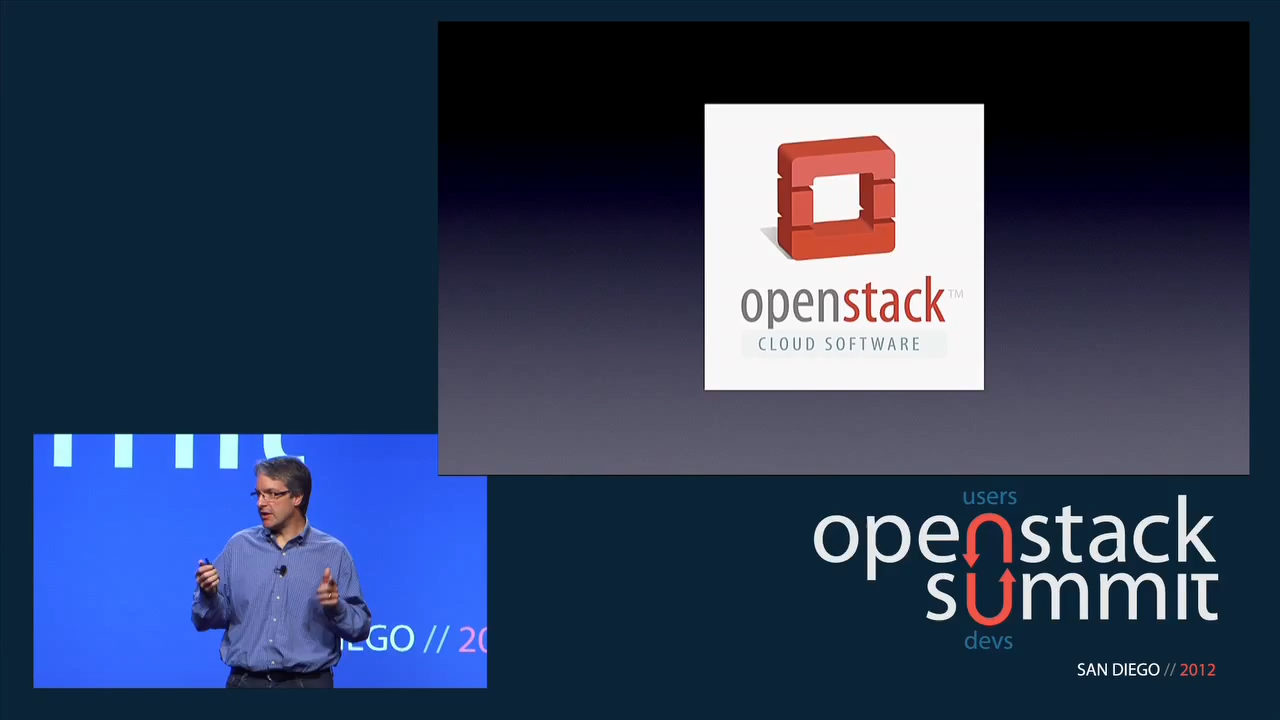 openstack™
CLOUD SOFTWARE
users
openstack
summit
devs
SAN DIEGO // 2012
EGO // 20